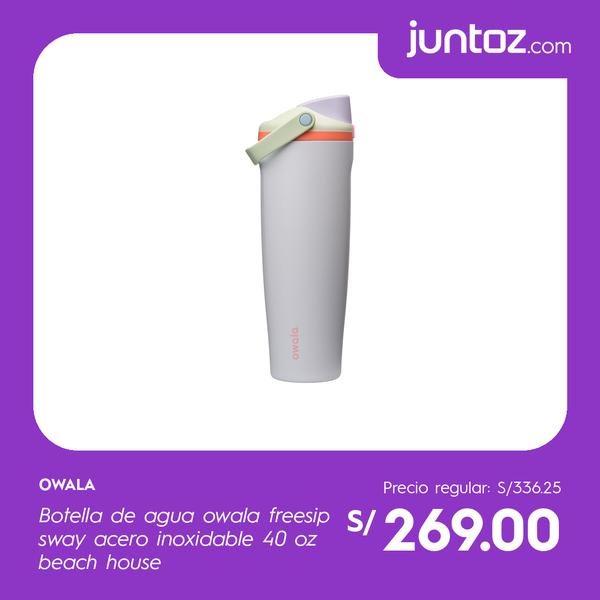 juntoz.com
owala
OWALA
Botella de agua owala freesip
sway acero inoxidable 40 oz
beach house
Precio regular: S/336.25
S/ 269.00